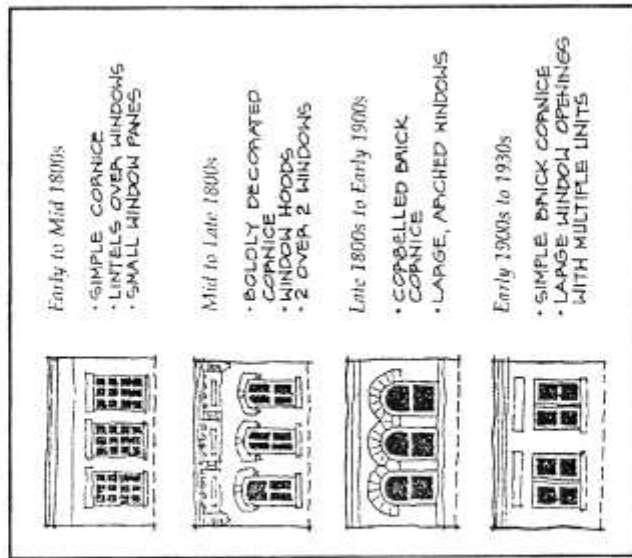 Early to Mid 1800s
· SIMPLE CORNICE
· LINTELS OVER WINDOWS
· SMALL WINDOW PANES
Mid to Late 1800s
· BOLDLY DECORATED
CORNICE
· WINDOW HOODS
· 2 OVER 2 WINDOWS
Late 1800s to Early 1900s
· CORBELLED BRICK
CORNICE
· LARGE, ARCHED WINDOWS
Early 1900s to 1930s
· SIMPLE BRICK CORNICE
· LARGE WINDOW OPENINGS
WITH MULTIPLE UNITS